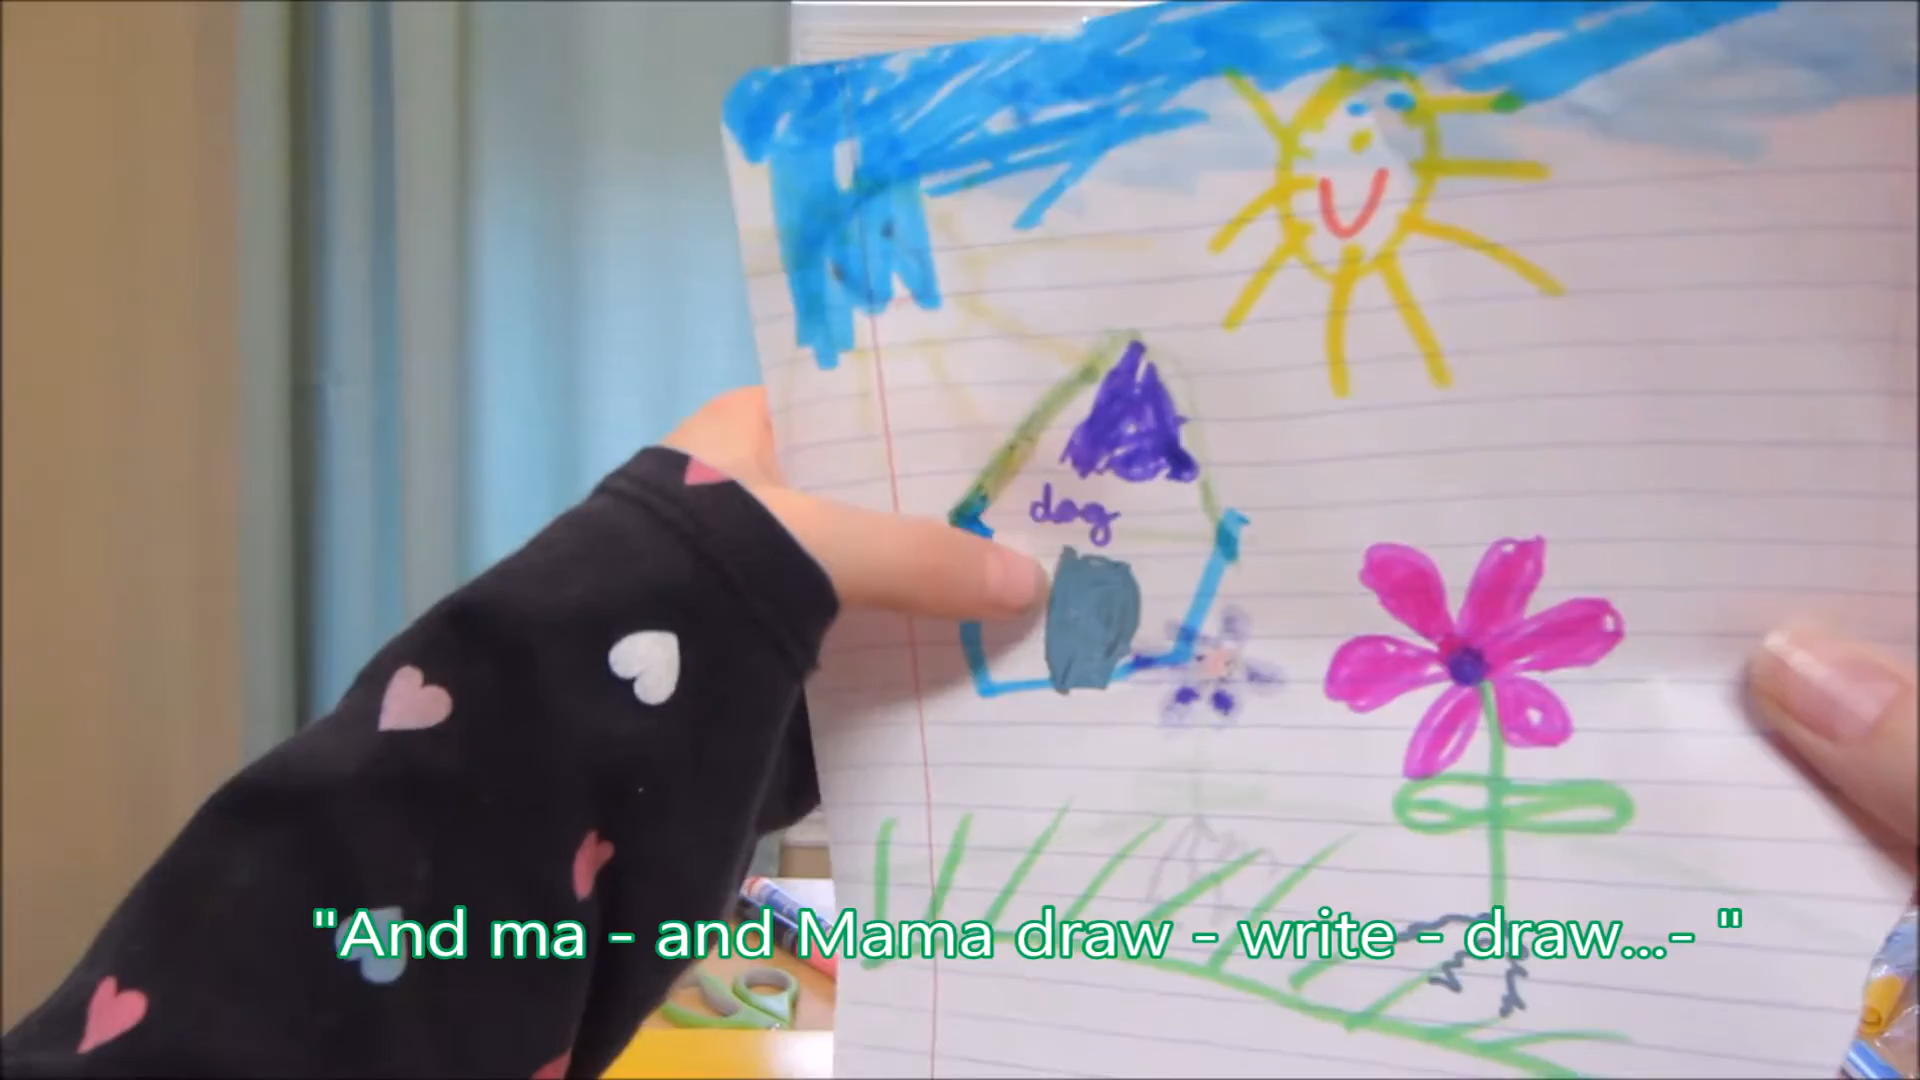 dog
"And ma - and Mama draw - write - draw...- "